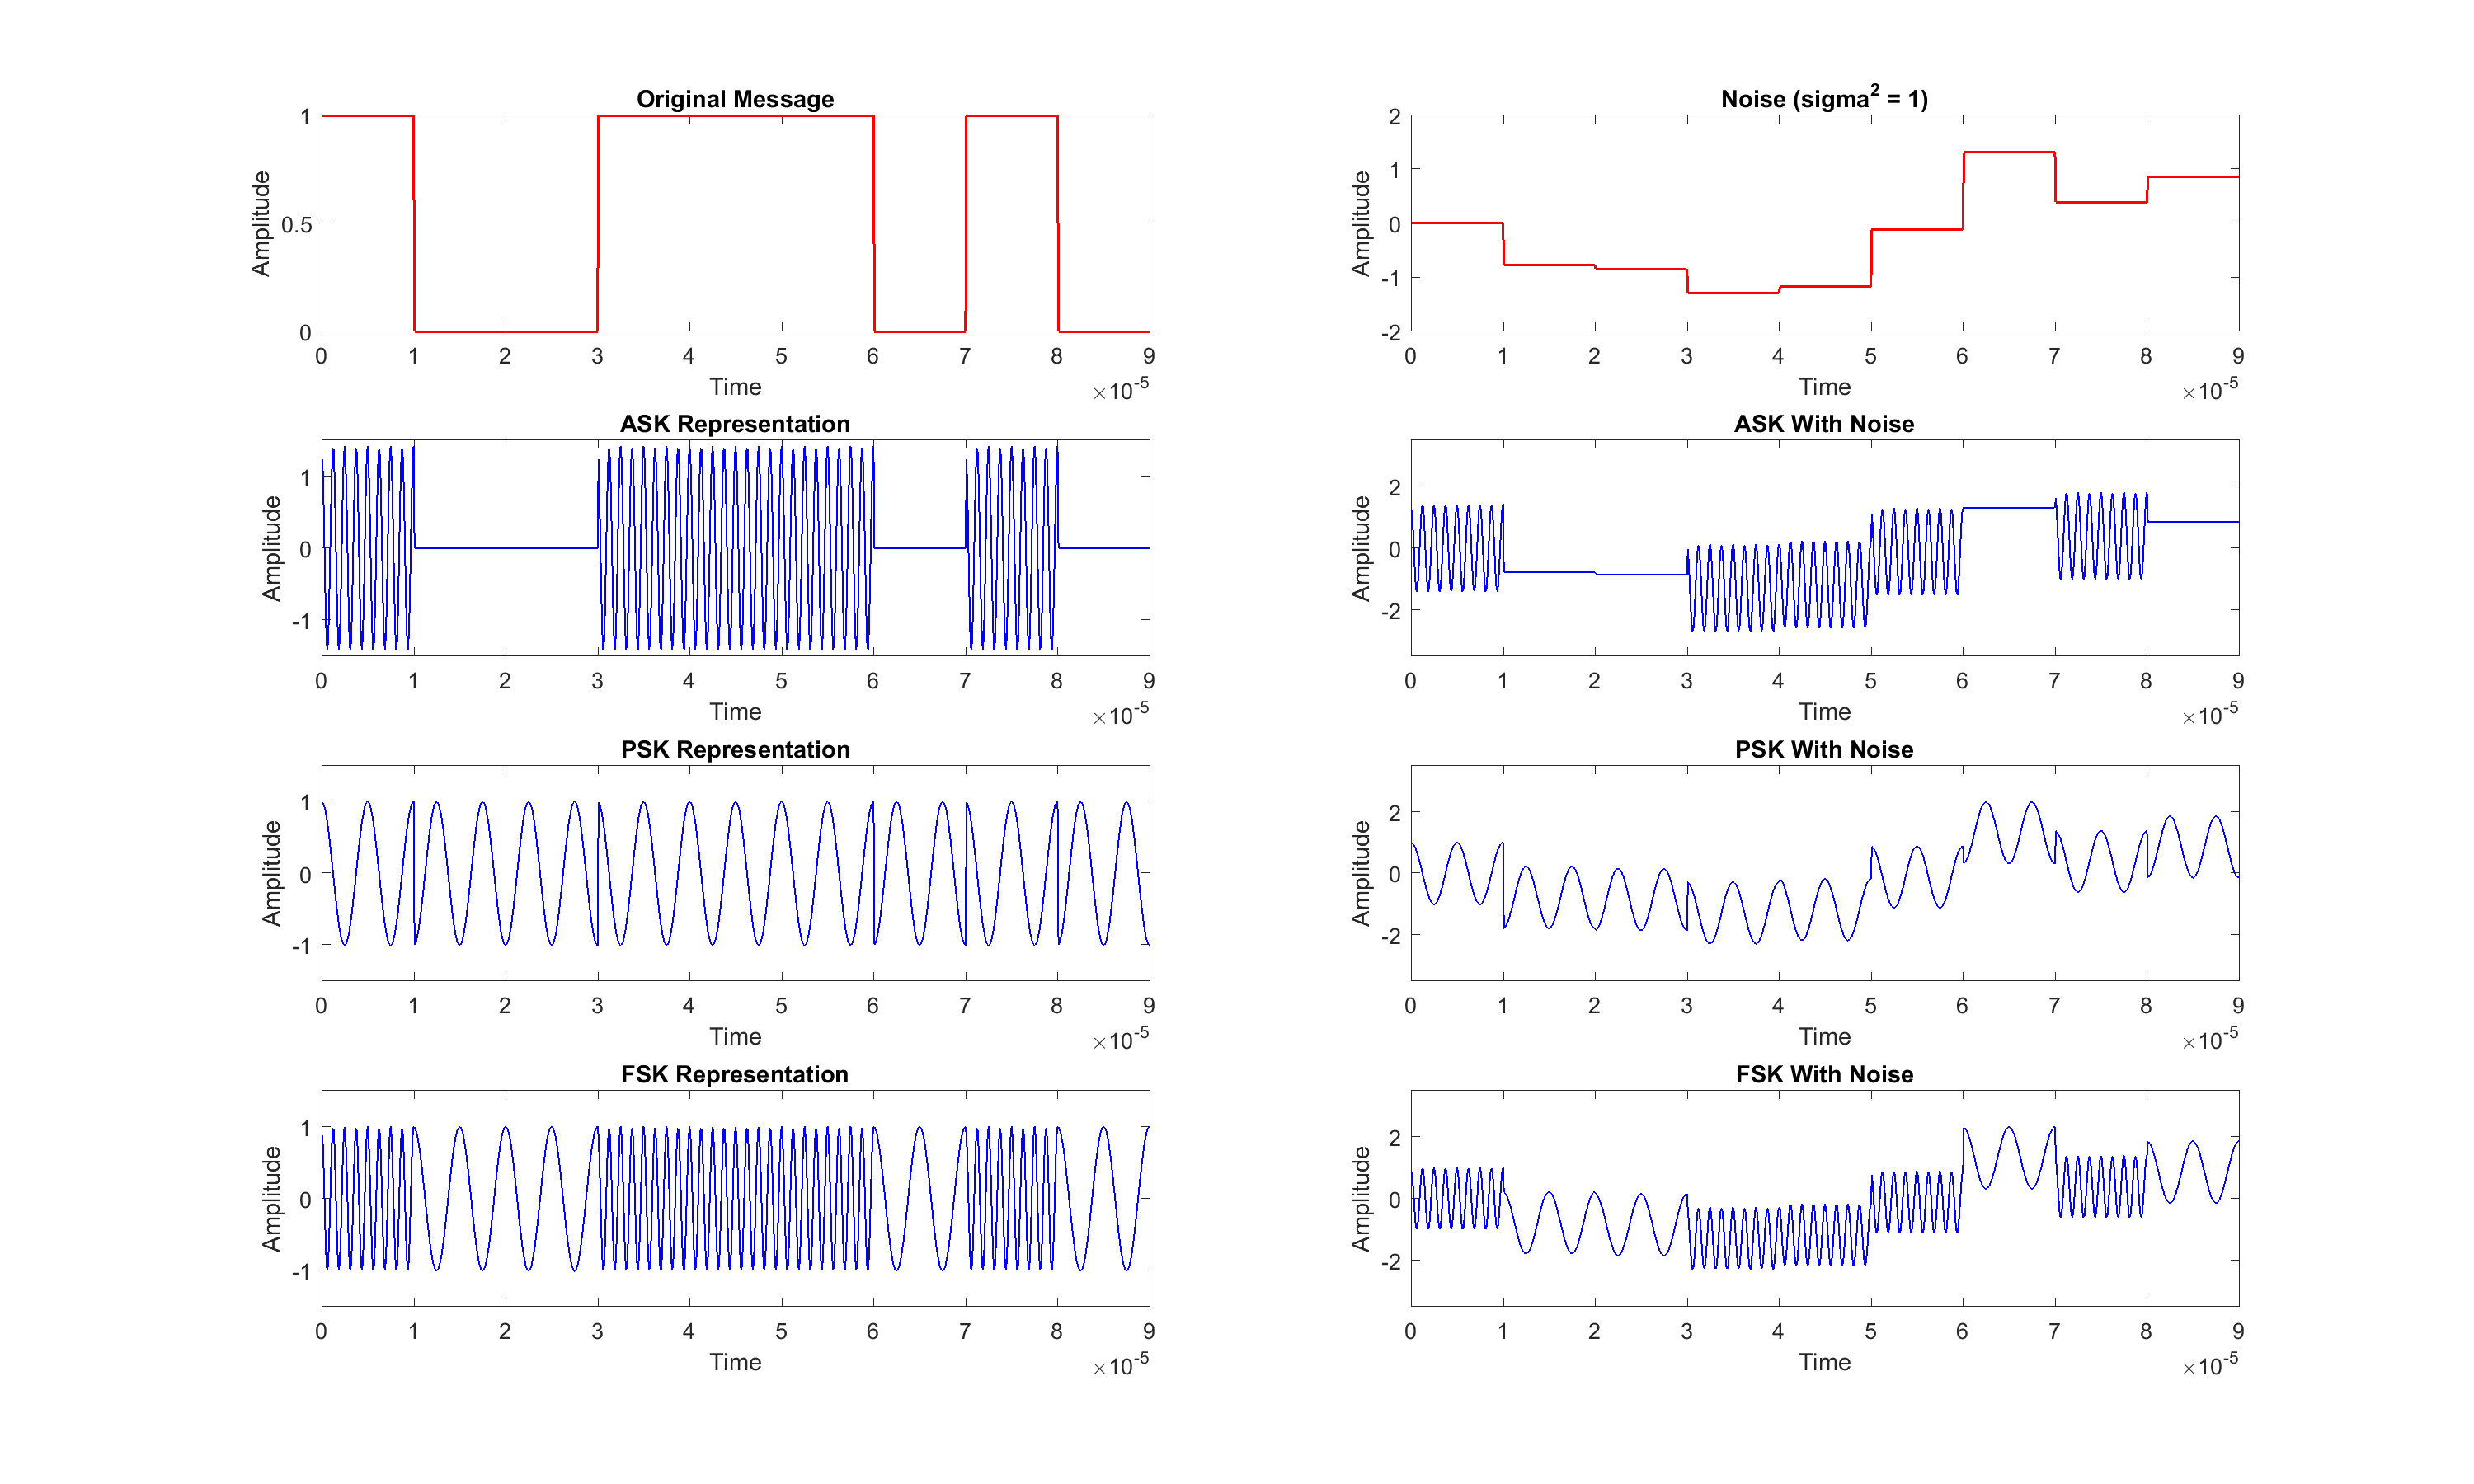 Original Message
1
0.5
0
Amplitude
0 1 2 3 4 5 6 7 8 9
Time
×10-5
Noise (sigma2 = 1)
2
1
0
-1
-2
Amplitude
0 1 2 3 4 5 6 7 8 9
Time
×10-5
ASK Representation
1
0
-1
Amplitude
0 1 2 3 4 5 6 7 8 9
Time
×10-5
ASK With Noise
2
0
-2
Amplitude
0 1 2 3 4 5 6 7 8 9
Time
×10-5
PSK Representation
1
0
-1
Amplitude
0 1 2 3 4 5 6 7 8 9
Time
×10-5
PSK With Noise
2
0
-2
Amplitude
0 1 2 3 4 5 6 7 8 9
Time
×10-5
FSK Representation
1
0
-1
Amplitude
0 1 2 3 4 5 6 7 8 9
Time
×10-5
FSK With Noise
2
0
-2
Amplitude
0 1 2 3 4 5 6 7 8 9
Time
×10-5